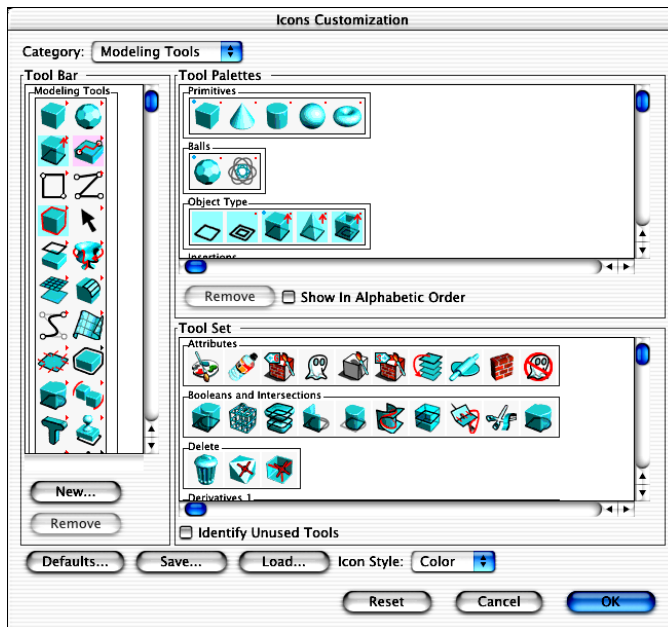 Icons Customization
Category: Modeling Tools
Tool Bar
Modeling Tools
New...
Remove
Tool Palettes
Primitives
Balls
Object Type
Insertions
Remove
Show In Alphabetic Order
Tool Set
Attributes
Booleans and Intersections
Delete
Derivatives 1
Identify Unused Tools
Defaults... Save... Load... Icon Style: Color
Reset Cancel OK